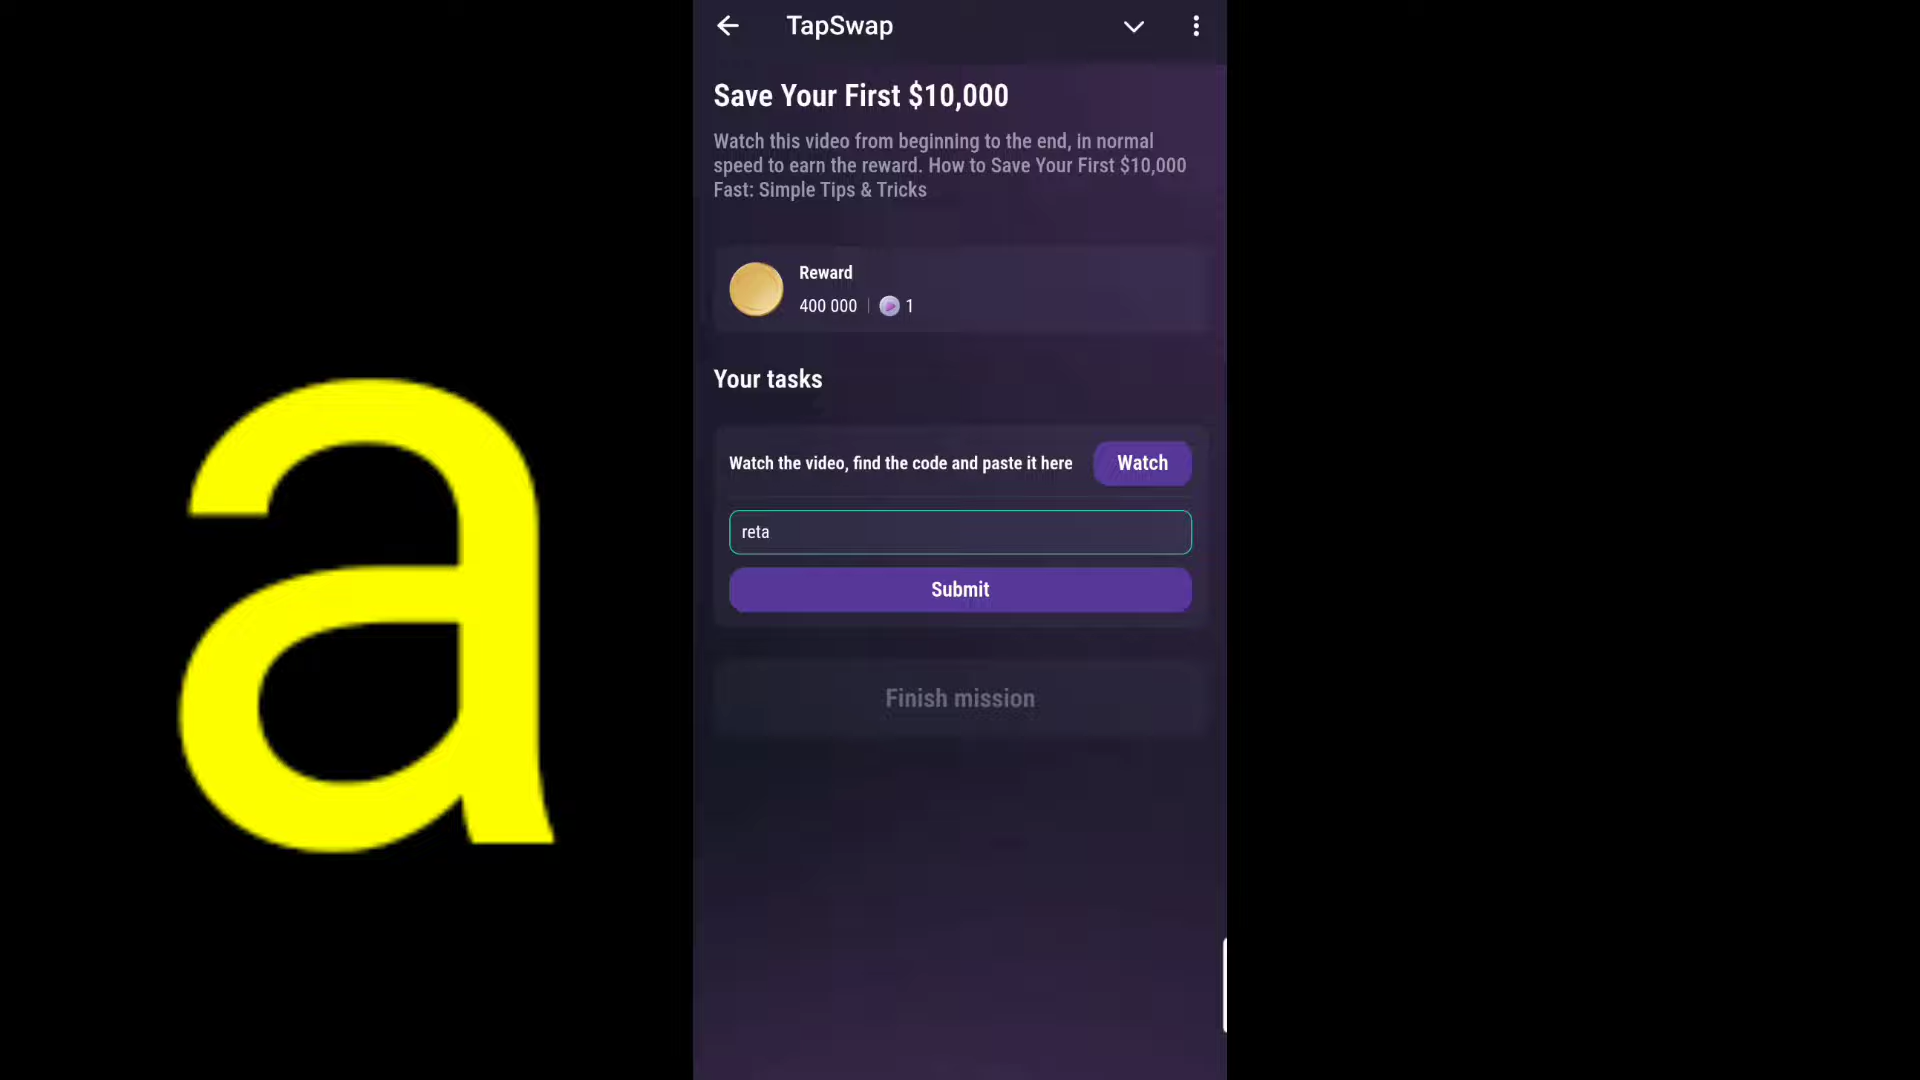 TapSwap
Save Your First $10,000
Watch this video from beginning to the end, in normal
speed to earn the reward. How to Save Your First $10,000
Fast: Simple Tips & Tricks
Reward
400 000 | 1
Your tasks
Watch the video, find the code and paste it here
Watch
reta
Submit
Finish mission
a